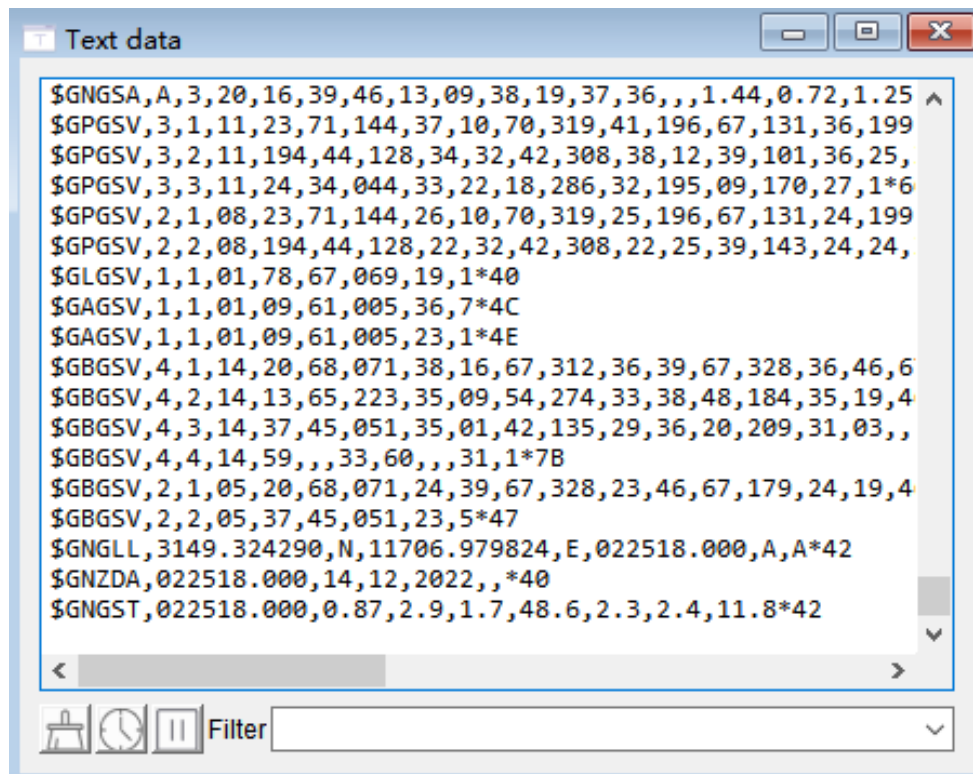 Text data
$GNGSA,A,3,20,16,39,46,13,09,38,19,37,36,,,1.44,0.72,1.25
$GPGSV,3,1,11,23,71,144,37,10,70,319,41,196,67,131,36,199
$GPGSV,3,2,11,194,44,128,34,32,42,308,38,12,39,101,36,25,
$GPGSV,3,3,11,24,34,044,33,22,18,286,32,195,09,170,27,1*6
$GPGSV,2,1,08,23,71,144,26,10,70,319,25,196,67,131,24,199
$GPGSV,2,2,08,194,44,128,22,32,42,308,22,25,39,143,24,24,
$GLGSV,1,1,01,78,67,069,19,1*40
$GAGSV,1,1,01,09,61,005,36,7*4C
$GAGSV,1,1,01,09,61,005,23,1*4E
$GBGSV,4,1,14,20,68,071,38,16,67,312,36,39,67,328,36,46,6
$GBGSV,4,2,14,13,65,223,35,09,54,274,33,38,48,184,35,19,4
$GBGSV,4,3,14,37,45,051,35,01,42,135,29,36,20,209,31,03,,
$GBGSV,4,4,14,59,,,33,60,,,31,1*7B
$GBGSV,2,1,05,20,68,071,24,39,67,328,23,46,67,179,24,19,4
$GBGSV,2,2,05,37,45,051,23,5*47
$GNGLL,3149.324290,N,11706.979824,E,022518.000,A,A*42
$GNZDA,022518.000,14,12,2022,,*40
$GNGST,022518.000,0.87,2.9,1.7,48.6,2.3,2.4,11.8*42
Filter